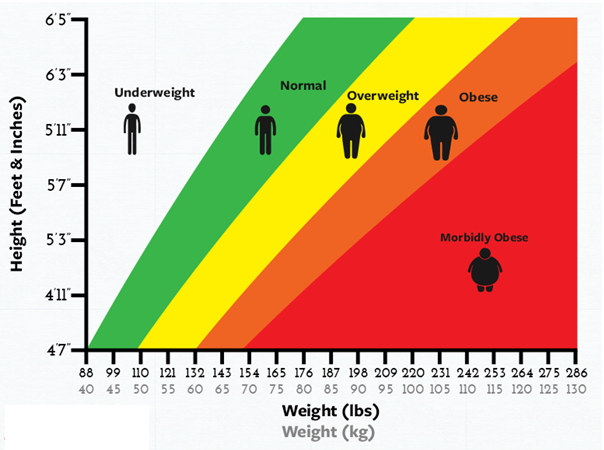 6′5″
6′3″
5′11″
5′7″
5′3″
4′11″
4′7″
Height (Feet & Inches)
Underweight
Normal
Overweight
Obese
Morbidly Obese
88 99 110 121 132 143 154 165 176 187 198 209 220 231 242 253 264 275 286
40 45 50 55 60 65 70 75 80 85 90 95 100 105 110 115 120 125 130
Weight (lbs)
Weight (kg)